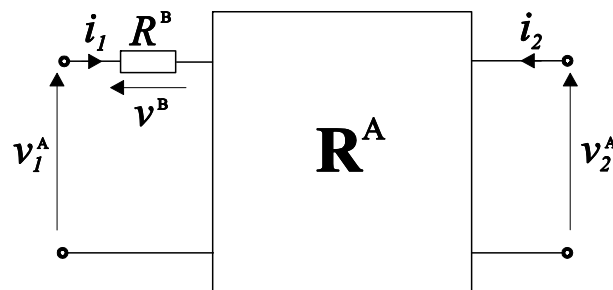 i₁ Rᴮ i₂
vᴮ
v₁ᴬ Rᴬ v₂ᴬ